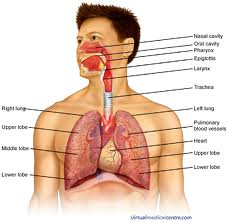 Nasal cavity
Oral cavity
Pharynx
Epiglottis
Larynx
Trachea
Right lung
Left lung
Pulmonary
blood vessels
Upper lobe
Heart
Middle lobe
Upper lobe
Lower lobe
Lower lobe
virtualmedicalcentre.com